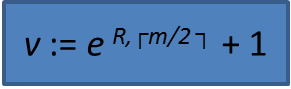 v := e R, ┌m/2 ┐ + 1